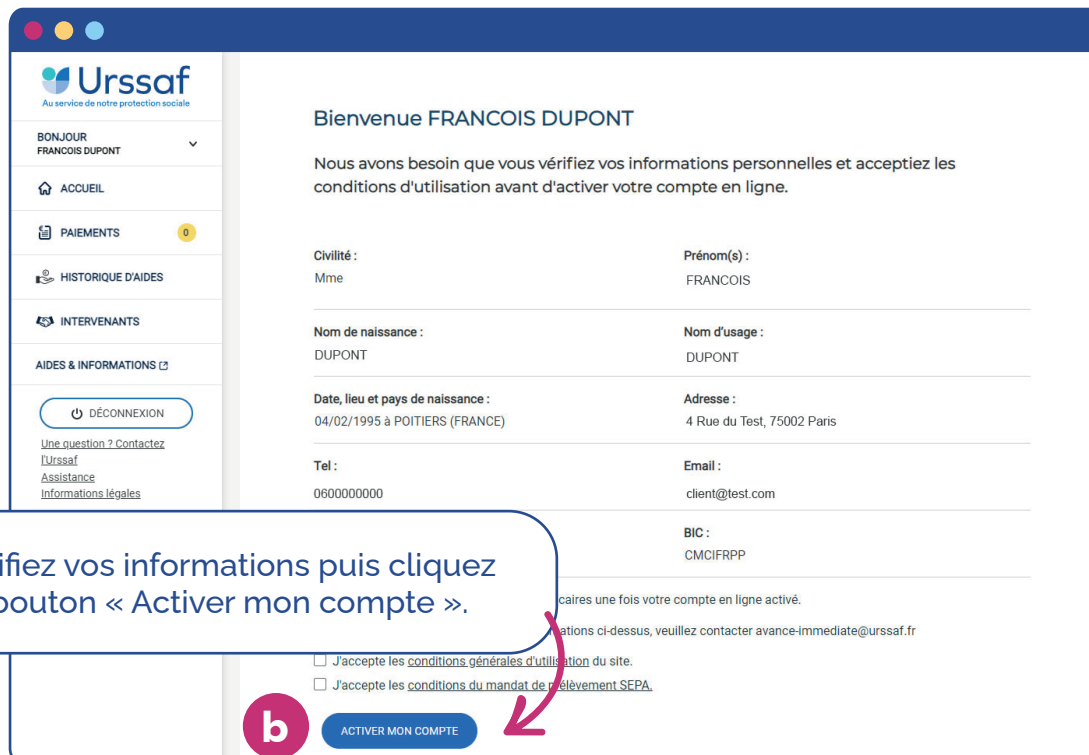 Urssaf
Au service de notre protection sociale
BONJOUR
FRANCOIS DUPONT
ACCUEIL
PAIEMENTS 0
HISTORIQUE D'AIDES
INTERVENANTS
AIDES & INFORMATIONS
DÉCONNEXION
Une question ? Contactez
l'Urssaf
Assistance
Informations légales
Bienvenue FRANCOIS DUPONT
Nous avons besoin que vous vérifiez vos informations personnelles et acceptiez les
conditions d'utilisation avant d'activer votre compte en ligne.
Civilité : Prénom(s) :
Mme FRANCOIS
Nom de naissance : Nom d'usage :
DUPONT DUPONT
Date, lieu et pays de naissance : Adresse :
04/02/1995 à POITIERS (FRANCE) 4 Rue du Test, 75002 Paris
Tel : Email :
0600000000 client@test.com
BIC :
CMCIFRPP
ifiez vos informations puis cliquez
bouton « Activer mon compte ».
caires une fois votre compte en ligne activé.
ations ci-dessus, veuillez contacter avance-immediate@urssaf.fr
J'accepte les conditions générales d'utilisation du site.
J'accepte les conditions du mandat de prélèvement SEPA.
b
ACTIVER MON COMPTE